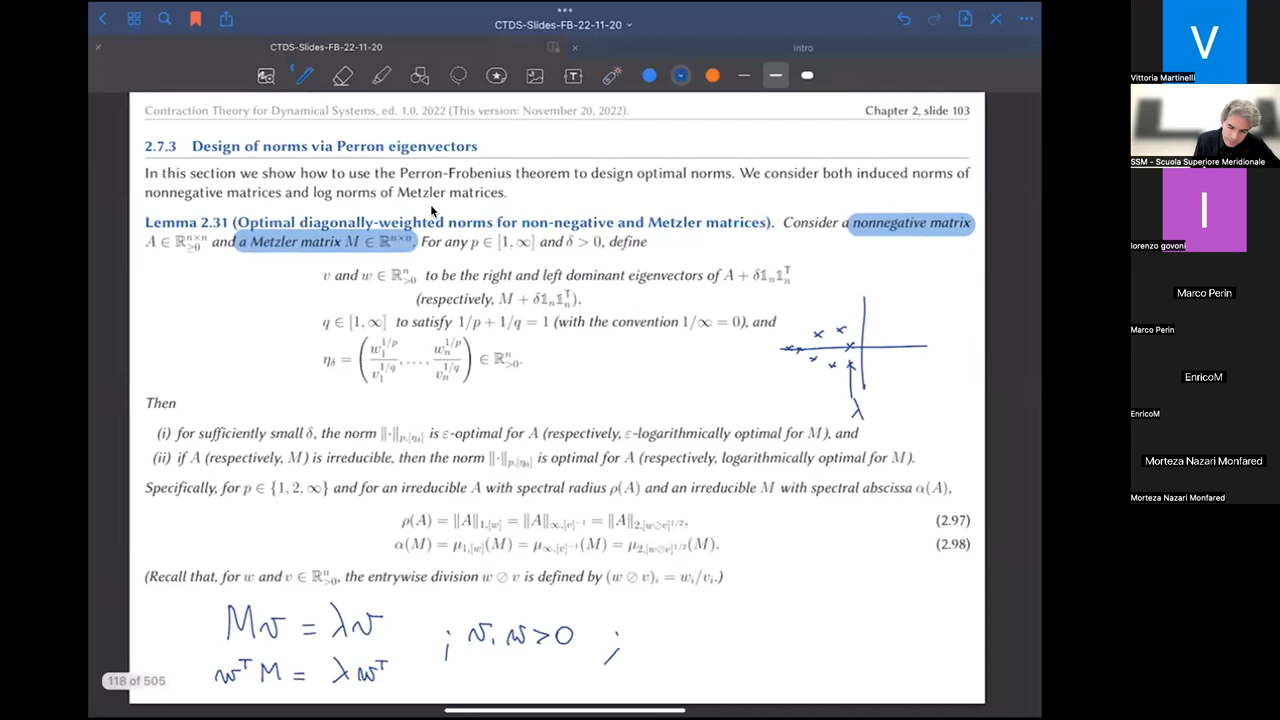 CTDS-Slides-FB-22-11-20
CTDS-Slides-FB-22-11-20
intro
Contraction Theory for Dynamical Systems, ed. 1.0, 2022 (This version: November 20, 2022).
Chapter 2, slide 103
2.7.3 Design of norms via Perron eigenvectors
In this section we show how to use the Perron-Frobenius theorem to design optimal norms. We consider both induced norms of
nonnegative matrices and log norms of Metzler matrices.
Lemma 2.31 (Optimal diagonally-weighted norms for non-negative and Metzler matrices). Consider a nonnegative matrix
A ∈ ℝ^{n×n}_{≥0} and a Metzler matrix M ∈ ℝ^{n×n}. For any p ∈ [1, ∞] and δ > 0, define
v and w ∈ ℝ^n_{>0} to be the right and left dominant eigenvectors of A + δ𝟙_n𝟙_n^⊤
(respectively, M + δ𝟙_n𝟙_n^⊤),
q ∈ [1, ∞] to satisfy 1/p + 1/q = 1 (with the convention 1/∞ = 0), and
η_δ = (w_1^{1/p}/v_1^{1/q}, ..., w_n^{1/p}/v_n^{1/q}) ∈ ℝ^n_{>0}.
λ
Then
(i) for sufficiently small δ, the norm ‖·‖_{p,[η_δ]} is ε-optimal for A (respectively, ε-logarithmically optimal for M), and
(ii) if A (respectively, M) is irreducible, then the norm ‖·‖_{p,[η_0]} is optimal for A (respectively, logarithmically optimal for M).
Specifically, for p ∈ {1, 2, ∞} and for an irreducible A with spectral radius ρ(A) and an irreducible M with spectral abscissa α(A),
ρ(A) = ‖A‖_{1,[w]} = ‖A‖_{∞,[v]^{-1}} = ‖A‖_{2,[w⊘v]^{1/2}}, (2.97)
α(M) = μ_{1,[w]}(M) = μ_{∞,[v]^{-1}}(M) = μ_{2,[w⊘v]^{1/2}}(M). (2.98)
(Recall that, for w and v ∈ ℝ^n_{>0}, the entrywise division w ⊘ v is defined by (w ⊘ v)_i = w_i/v_i.)
Mv = λv ; v, w > 0 ;
w^T M = λ w^T
118 of 505
V
Vittoria Martinelli
SSM - Scuola Superiore Meridionale
I
lorenzo govoni
Marco Perin
Marco Perin
EnricoM
EnricoM
Morteza Nazari Monfared
Morteza Nazari Monfared